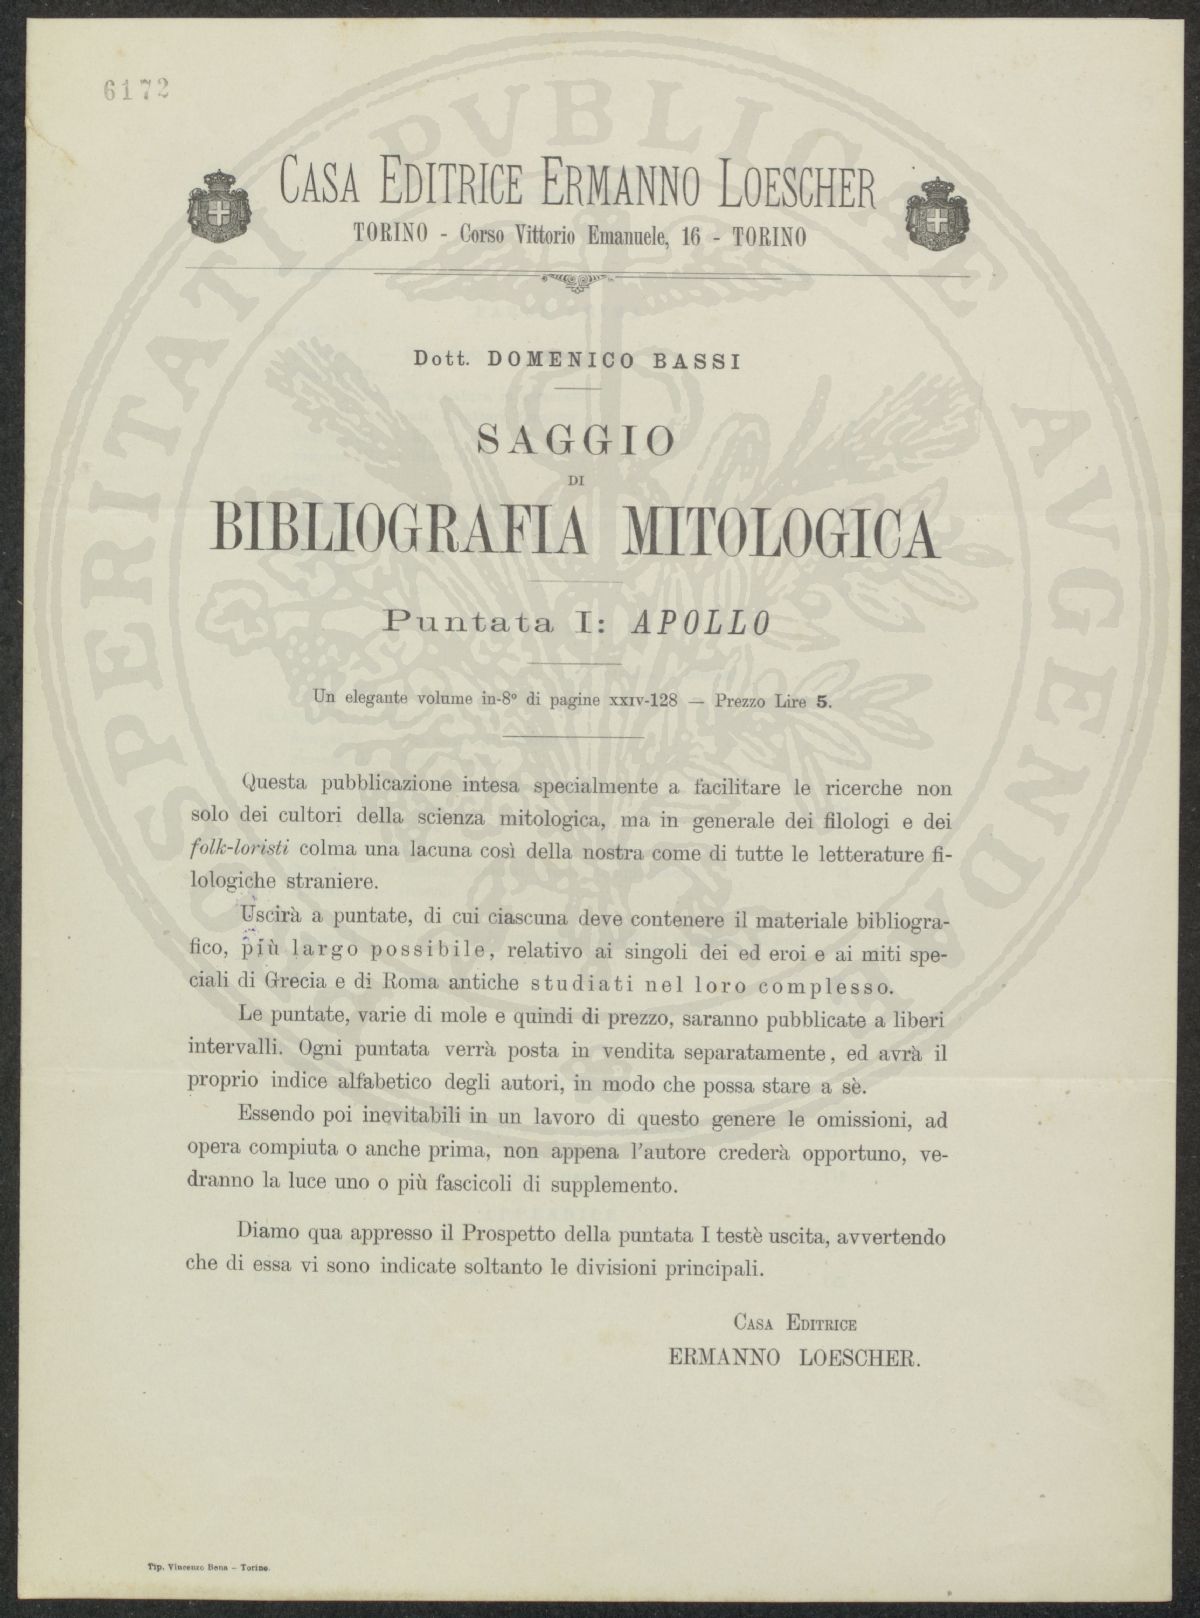 6172
CASA EDITRICE ERMANNO LOESCHER
TORINO - Corso Vittorio Emanuele, 16 - TORINO
Dott. DOMENICO BASSI
SAGGIO
DI
BIBLIOGRAFIA MITOLOGICA
Puntata I: APOLLO
Un elegante volume in-8º di pagine XXIV-128 — Prezzo Lire 5.
Questa pubblicazione intesa specialmente a facilitare le ricerche non
solo dei cultori della scienza mitologica, ma in generale dei filologi e dei
folk-loristi colma una lacuna così della nostra come di tutte le letterature fi-
lologiche straniere.
Uscirà a puntate, di cui ciascuna deve contenere il materiale bibliogra-
fico, più largo possibile, relativo ai singoli dei ed eroi e ai miti spe-
ciali di Grecia e di Roma antiche studiati nel loro complesso.
Le puntate, varie di mole e quindi di prezzo, saranno pubblicate a liberi
intervalli. Ogni puntata verrà posta in vendita separatamente, ed avrà il
proprio indice alfabetico degli autori, in modo che possa stare a sè.
Essendo poi inevitabili in un lavoro di questo genere le omissioni, ad
opera compiuta o anche prima, non appena l'autore crederà opportuno, ve-
dranno la luce uno o più fascicoli di supplemento.
Diamo qua appresso il Prospetto della puntata I testè uscita, avvertendo
che di essa vi sono indicate soltanto le divisioni principali.
CASA EDITRICE
ERMANNO LOESCHER.
Tip. Vincenzo Bona - Torino.
PVBLICAE AVGENDAE
PROSPERITATI